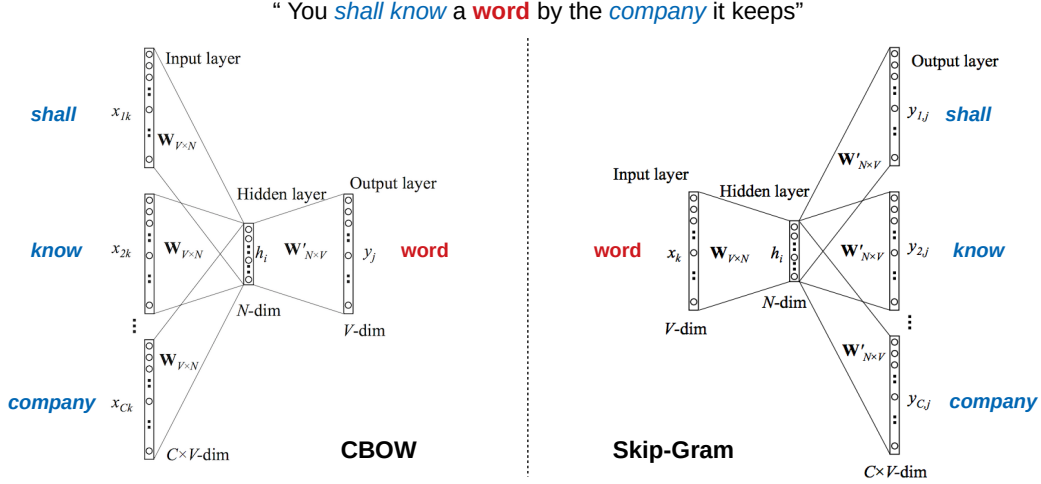 “ You shall know a word by the company it keeps”
Input layer
shall
x1k
WV×N
Hidden layer
Output layer
know
x2k
WV×N
hi
W'N×V
yj
word
N-dim
V-dim
...
WV×N
company
xCk
C×V-dim
CBOW
Output layer
y1,j
shall
W'N×V
Input layer
Hidden layer
word
xk
WV×N
hi
W'N×V
y2,j
know
N-dim
V-dim
...
W'N×V
yC,j
company
Skip-Gram
C×V-dim